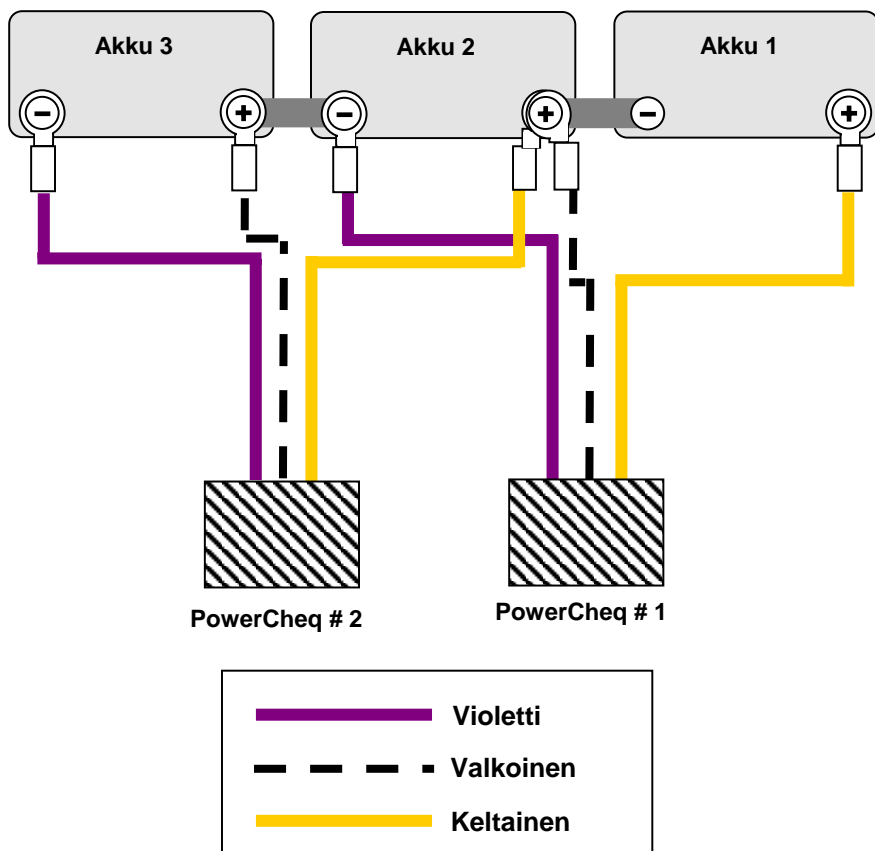 Akku 3 Akku 2 Akku 1
- + - + - +
PowerCheq # 2 PowerCheq # 1
Violetti
Valkoinen
Keltainen